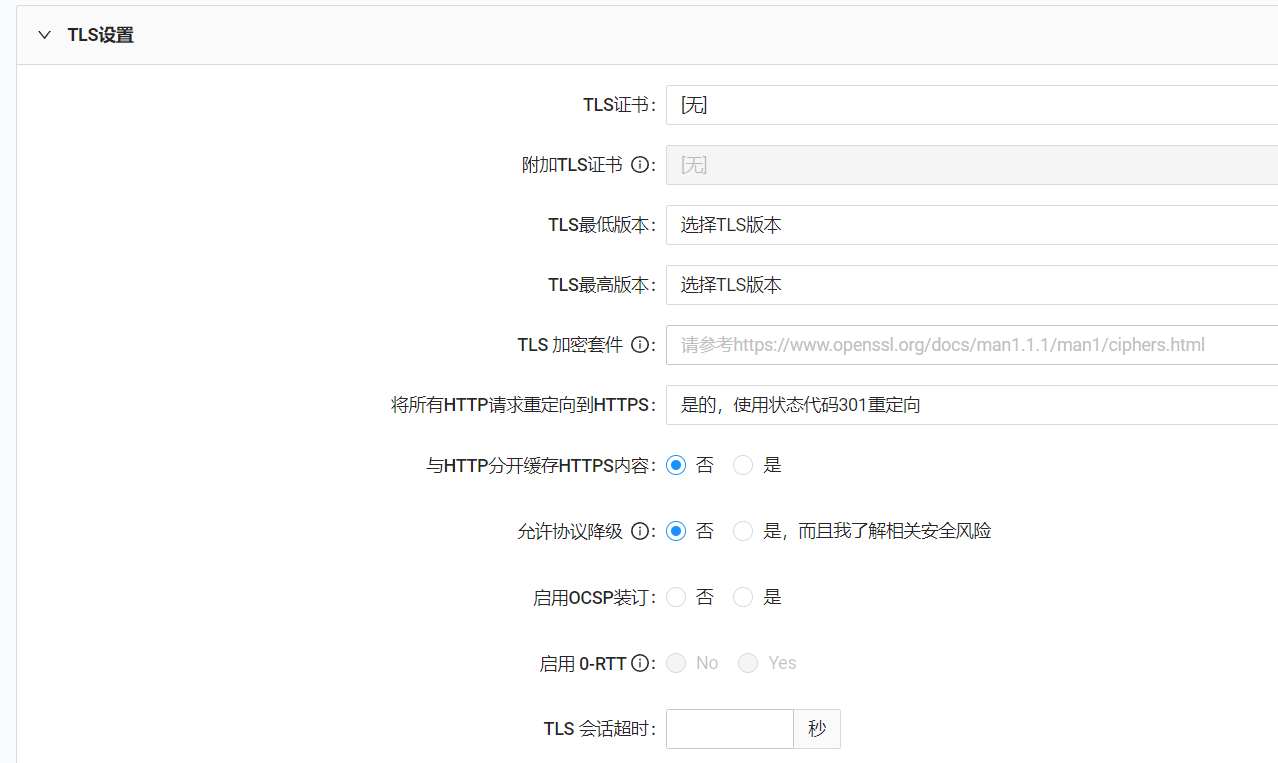 TLS设置
TLS证书: [无]
附加TLS证书 : [无]
TLS最低版本: 选择TLS版本
TLS最高版本: 选择TLS版本
TLS 加密套件 : 请参考https://www.openssl.org/docs/man1.1.1/man1/ciphers.html
将所有HTTP请求重定向到HTTPS: 是的，使用状态代码301重定向
与HTTP分开缓存HTTPS内容: 否 是
允许协议降级 : 否 是，而且我了解相关安全风险
启用OCSP装订: 否 是
启用 0-RTT : No Yes
TLS 会话超时: 秒